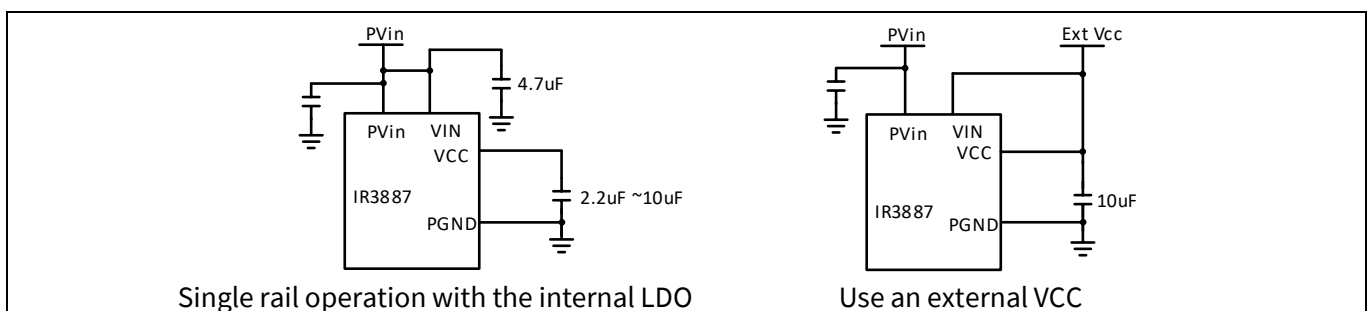 PVin
4.7uF
PVin VIN
VCC
IR3887
2.2uF ~10uF
PGND
Single rail operation with the internal LDO
PVin Ext Vcc
PVin VIN
VCC
10uF
IR3887
PGND
Use an external VCC